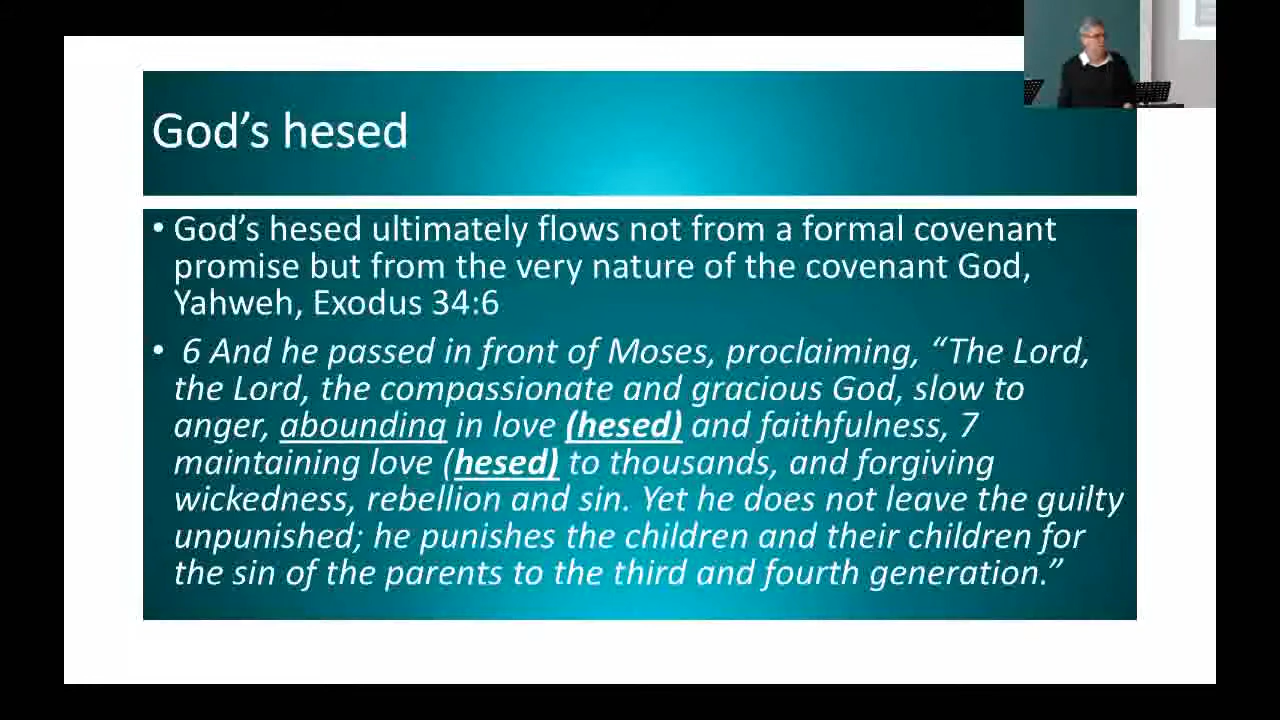 God's hesed
• God's hesed ultimately flows not from a formal covenant
promise but from the very nature of the covenant God,
Yahweh, Exodus 34:6
• 6 And he passed in front of Moses, proclaiming, “The Lord,
the Lord, the compassionate and gracious God, slow to
anger, abounding in love (hesed) and faithfulness, 7
maintaining love (hesed) to thousands, and forgiving
wickedness, rebellion and sin. Yet he does not leave the guilty
unpunished; he punishes the children and their children for
the sin of the parents to the third and fourth generation.”